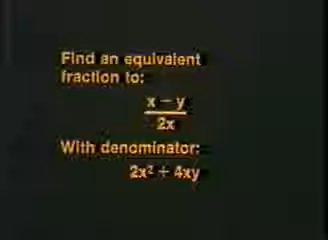 Find an equivalent
fraction to:
x − y
2x
With denominator:
2x² + 4xy